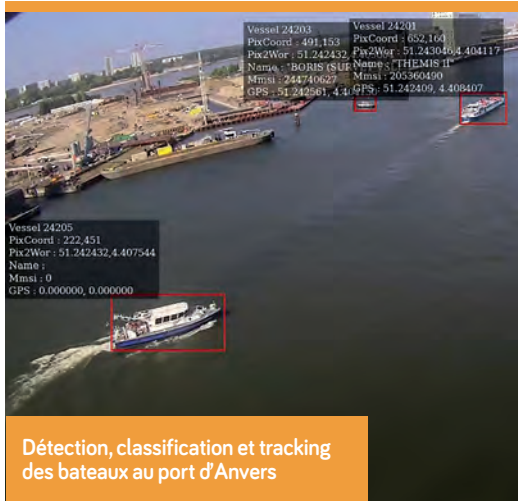 Vessel 24203
PixCoord : 491,153
Pix2Wor : 51.242432,
Name : "BORIS (SU
Mmsi : 244740627
GPS : 51.242561, 4.40
Vessel 24201
PixCoord : 652,160
Pix2Wor : 51.243046,4.404117
Name : "THEMIS II"
Mmsi : 205360490
GPS : 51.242409, 4.408407
Vessel 24205
PixCoord : 222,451
Pix2Wor : 51.242432,4.407544
Name :
Mmsi : 0
GPS : 0.000000, 0.000000
Détection, classification et tracking
des bateaux au port d'Anvers